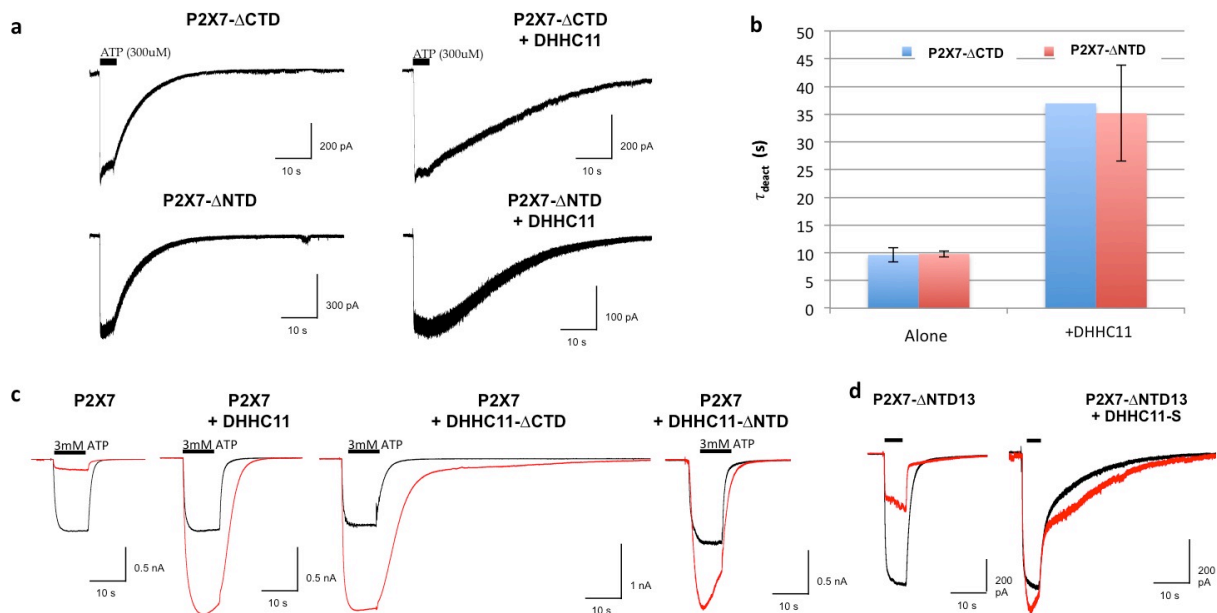 a
P2X7-ΔCTD
P2X7-ΔCTD
+ DHHC11
ATP (300uM)
ATP (300uM)
200 pA
10 s
200 pA
10 s
P2X7-ΔNTD
P2X7-ΔNTD
+ DHHC11
300 pA
10 s
100 pA
10 s
b
50
45
40
35
30
25
20
15
10
5
0
τdeact (s)
P2X7-ΔCTD
P2X7-ΔNTD
Alone
+DHHC11
c
P2X7
P2X7
+ DHHC11
P2X7
+ DHHC11-ΔCTD
P2X7
+ DHHC11-ΔNTD
3mM ATP
3mM ATP
3mM ATP
3mM ATP
0.5 nA
10 s
0.5 nA
10 s
1 nA
10 s
0.5 nA
10 s
d
P2X7-ΔNTD13
P2X7-ΔNTD13
+ DHHC11-S
200
pA
10 s
200
pA
10 s